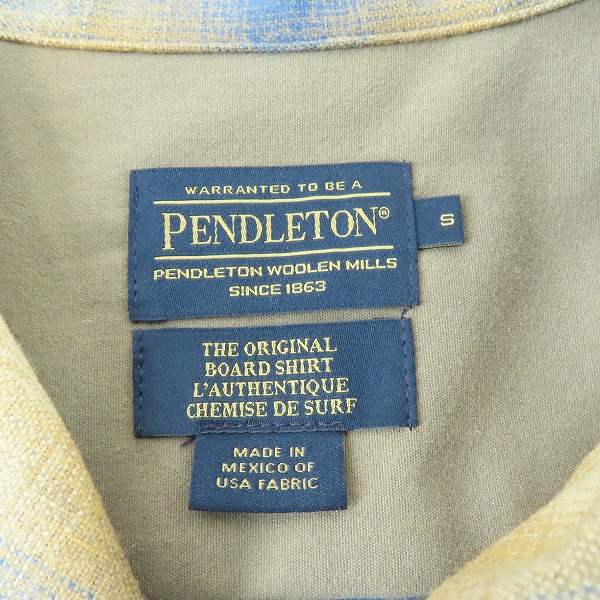 WARRANTED TO BE A
PENDLETON®
PENDLETON WOOLEN MILLS
SINCE 1863
S
THE ORIGINAL
BOARD SHIRT
L'AUTHENTIQUE
CHEMISE DE SURF
MADE IN
MEXICO OF
USA FABRIC